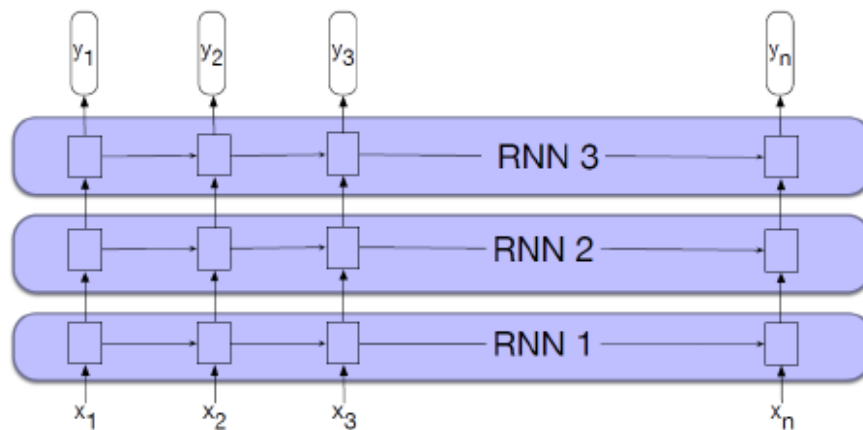 y₁ y₂ y₃ yₙ
RNN 3
RNN 2
RNN 1
x₁ x₂ x₃ xₙ